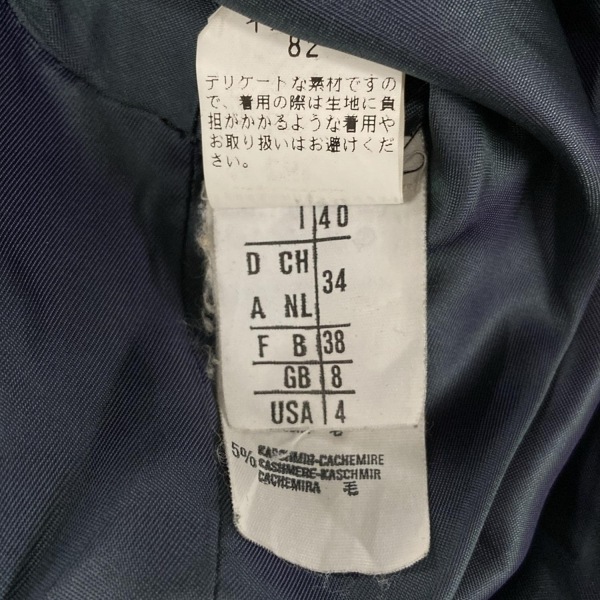 82
デリケートな素材ですの
で、着用の際は生地に負
担がかかるような着用や
お取り扱いはお避けくだ
さい。
I 40
D CH 34
A NL
F B 38
GB 8
USA 4
5% KASCHMIR-CACHEMIRE
CASHMERE-KASCHMIR
CACHEMIRA 毛